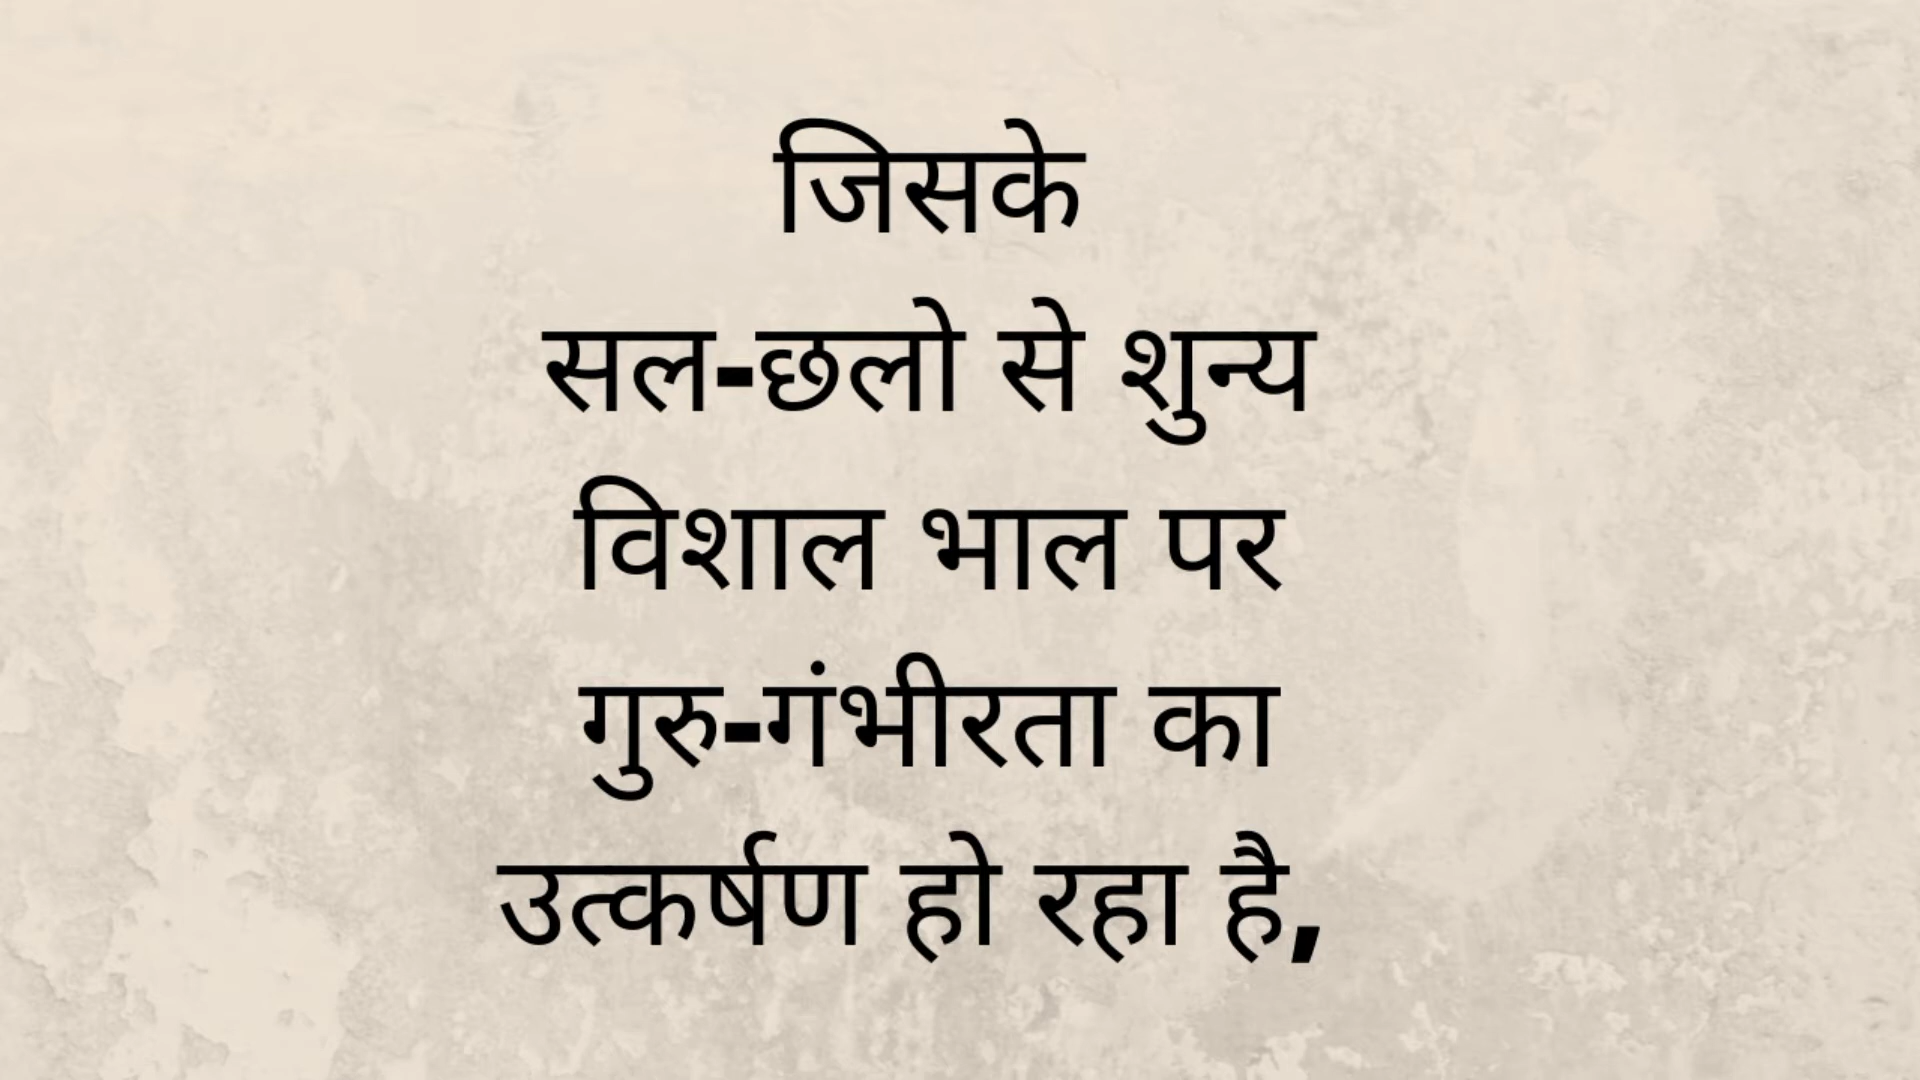 जिसके
सल-छलो से शुन्य
विशाल भाल पर
गुरु-गंभीरता का
उत्कर्षण हो रहा है,